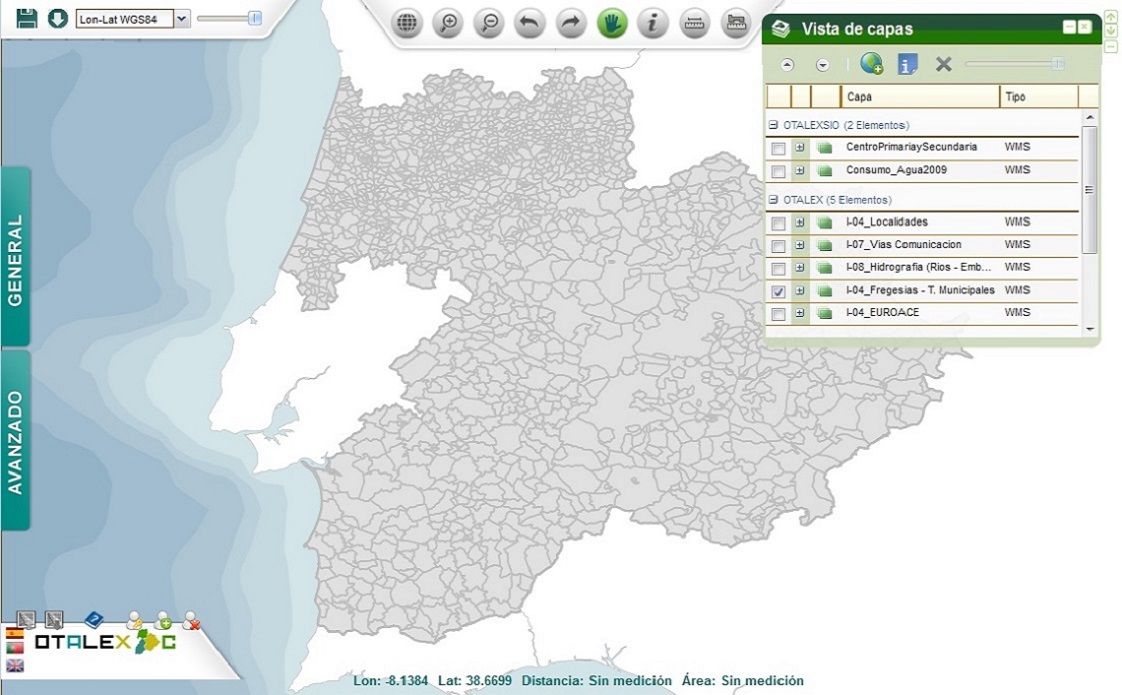 Lon-Lat WGS84
Vista de capas
Capa Tipo
OTALEXSIO (2 Elementos)
CentroPrimariaySecundaria WMS
Consumo_Agua2009 WMS
OTALEX (5 Elementos)
I-04_Localidades WMS
I-07_Vias Comunicacion WMS
I-08_Hidrografia (Rios - Emb... WMS
I-04_Fregesias - T. Municipales WMS
I-04_EUROACE WMS
GENERAL
AVANZADO
OTALEX C
Lon: -8.1384 Lat: 38.6699 Distancia: Sin medición Área: Sin medición